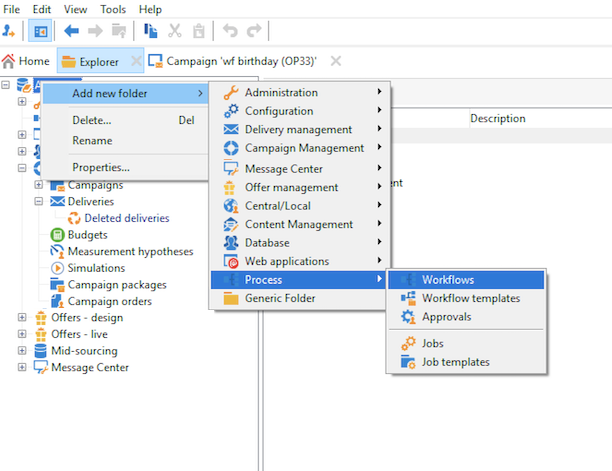 File Edit View Tools Help
Home Explorer Campaign 'wf birthday (OP33)'
Add new folder
Delete... Del
Rename
Properties...
Administration
Configuration
Delivery management
Campaign Management
Message Center
Offer management
Central/Local
Content Management
Database
Web applications
Process
Generic Folder
Workflows
Workflow templates
Approvals
Jobs
Job templates
Description
Campaigns
Deliveries
Deleted deliveries
Budgets
Measurement hypotheses
Simulations
Campaign packages
Campaign orders
Offers - design
Offers - live
Mid-sourcing
Message Center